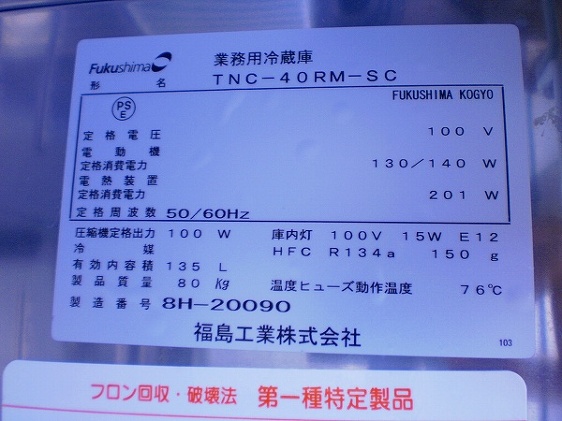 Fukushima 業務用冷蔵庫
形名 TNC-40RM-SC
PS E FUKUSHIMA KOGYO
定格電圧 100 V
電動機
定格消費電力 130/140 W
電熱装置
定格消費電力 201 W
定格周波数 50/60Hz
圧縮機定格出力 100 W 庫内灯 100V 15W E12
冷媒 HFC R134a 150 g
有効内容積 135 L
製品質量 80 Kg 温度ヒューズ動作温度 76℃
製造番号 8H-20090
福島工業株式会社
103
フロン回収・破壊法 第一種特定製品